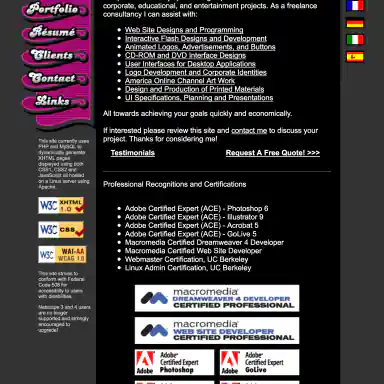 Portfolio
Résumé
Clients
Contact
Links
This site currently uses
PHP and MySQL to
dynamically generate
XHTML pages
displayed using both
CSS1, CSS2 and
JavaScript all hosted
on a Linux server using
Apache.
W3C XHTML 1.0
W3C CSS
W3C WAI-AA WCAG 1.0
This site strives to
conform with Federal
Code 508 for
accessibility to users
with disabilities.
Netscape 3 and 4 users
are no longer
supported and strongly
encouraged to
upgrade!
corporate, educational, and entertainment projects. As a freelance
consultancy I can assist with:
Web Site Designs and Programming
Interactive Flash Designs and Development
Animated Logos, Advertisements, and Buttons
CD-ROM and DVD Interface Designs
User Interfaces for Desktop Applications
Logo Development and Corporate Identities
America Online Channel Art Work
Design and Production of Printed Materials
UI Specifications, Planning and Presentations
All towards achieving your goals quickly and economically.
If interested please review this site and contact me to discuss your
project. Thanks for considering me!
Testimonials
Request A Free Quote! >>>
Professional Recognitions and Certifications
Adobe Certified Expert (ACE) - Photoshop 6
Adobe Certified Expert (ACE) - Illustrator 9
Adobe Certified Expert (ACE) - Acrobat 5
Adobe Certified Expert (ACE) - GoLive 5
Macromedia Certified Dreamweaver 4 Developer
Macromedia Certified Web Site Developer
Webmaster Certification, UC Berkeley
Linux Admin Certification, UC Berkeley
macromedia
DREAMWEAVER 4 DEVELOPER
CERTIFIED PROFESSIONAL
macromedia
WEB SITE DEVELOPER
CERTIFIED PROFESSIONAL
Adobe
Adobe Certified Expert
Photoshop
Adobe
Adobe Certified Expert
GoLive